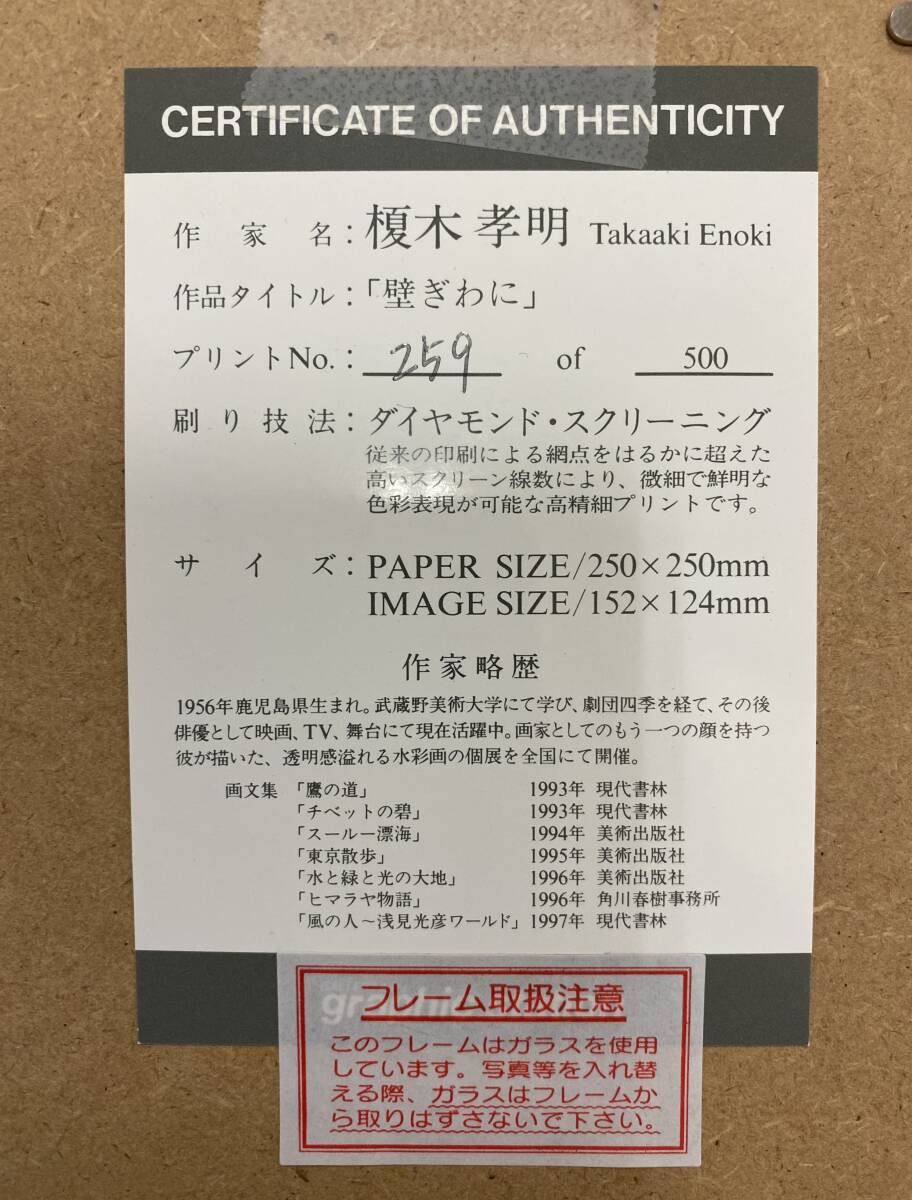 CERTIFICATE OF AUTHENTICITY
作家名：榎木 孝明 Takaaki Enoki
作品タイトル：「壁ぎわに」
プリントNo.：259 of 500
刷り技法：ダイヤモンド・スクリーニング
従来の印刷による網点をはるかに超えた
高いスクリーン線数により、微細で鮮明な
色彩表現が可能な高精細プリントです。
サイズ：PAPER SIZE/250×250mm
IMAGE SIZE/152×124mm
作家略歴
1956年鹿児島県生まれ。武蔵野美術大学にて学び、劇団四季を経て、その後
俳優として映画、TV、舞台にて現在活躍中。画家としてのもう一つの顔を持つ
彼が描いた、透明感溢れる水彩画の個展を全国にて開催。
画文集 「鷹の道」 1993年 現代書林
「チベットの碧」 1993年 現代書林
「スールー漂海」 1994年 美術出版社
「東京散歩」 1995年 美術出版社
「水と緑と光の大地」 1996年 美術出版社
「ヒマラヤ物語」 1996年 角川春樹事務所
「風の人〜浅見光彦ワールド」 1997年 現代書林
フレーム取扱注意
このフレームはガラスを使用
しています。写真等を入れ替
える際、ガラスはフレームか
ら取りはずさないで下さい。